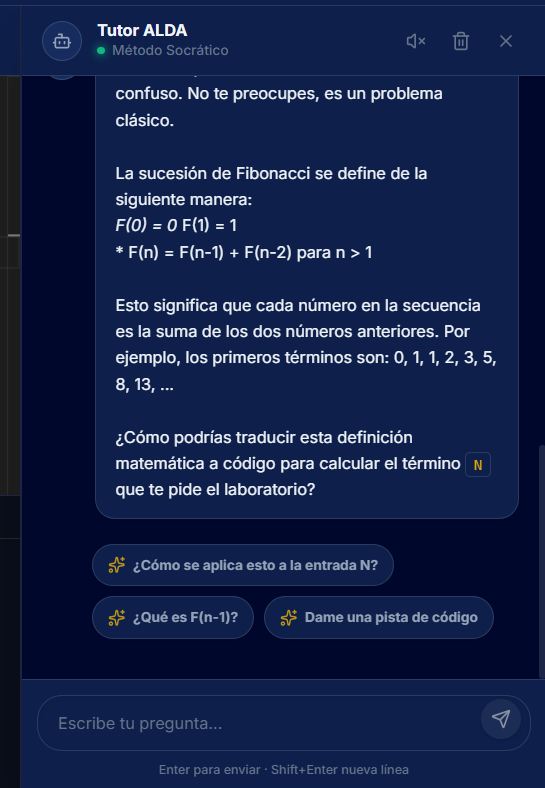 Tutor ALDA
Método Socrático
confuso. No te preocupes, es un problema
clásico.
La sucesión de Fibonacci se define de la
siguiente manera:
F(0) = 0 F(1) = 1
* F(n) = F(n-1) + F(n-2) para n > 1
Esto significa que cada número en la secuencia
es la suma de los dos números anteriores. Por
ejemplo, los primeros términos son: 0, 1, 1, 2, 3, 5,
8, 13, ...
¿Cómo podrías traducir esta definición
matemática a código para calcular el término N
que te pide el laboratorio?
¿Cómo se aplica esto a la entrada N?
¿Qué es F(n-1)?
Dame una pista de código
Escribe tu pregunta...
Enter para enviar · Shift+Enter nueva línea